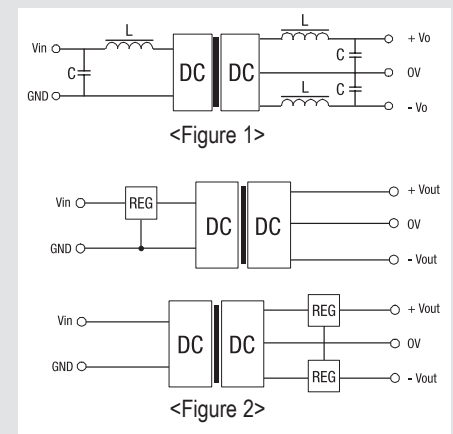 L
L
Vin
+ Vo
C
C
DC
DC
0V
L
C
GND
- Vo
<Figure 1>
+ Vout
Vin
REG
DC
DC
0V
GND
- Vout
Vin
REG
+ Vout
DC
DC
0V
GND
REG
- Vout
<Figure 2>